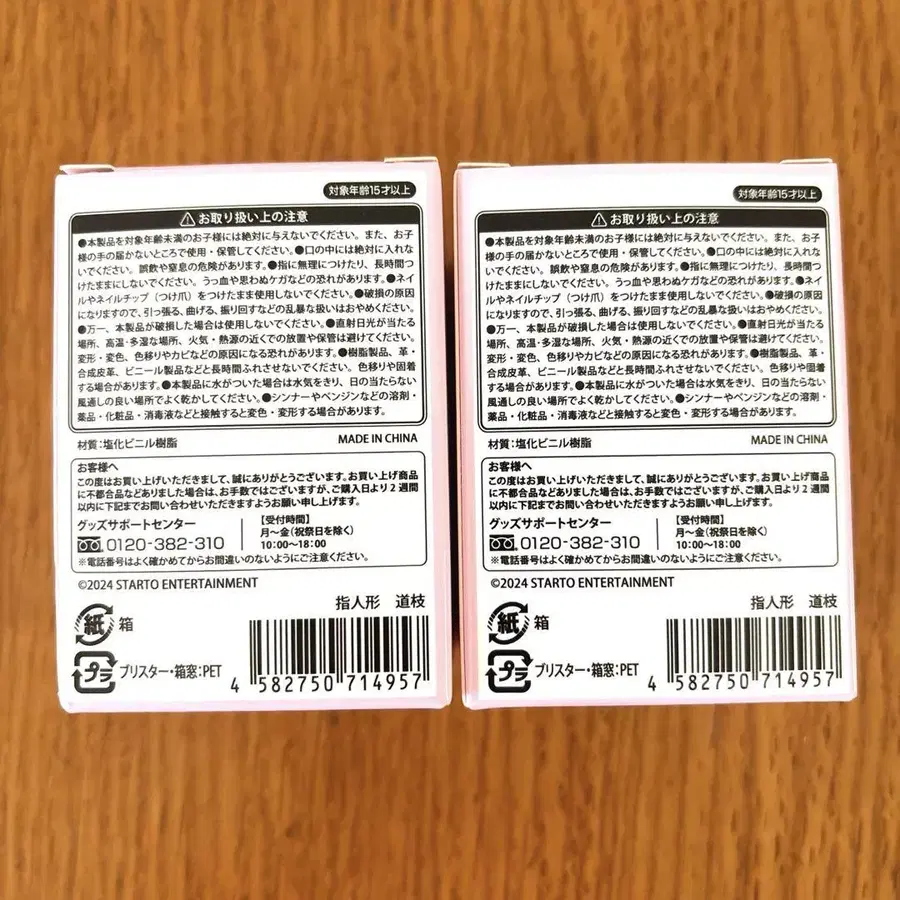 対象年齢15才以上
⚠お取り扱い上の注意
●本製品を対象年齢未満のお子様には絶対に与えないでください。また、お子
様の手の届かないところで使用・保管してください。●口の中には絶対に入れな
いでください。誤飲や窒息の危険があります。●指に無理につけたり、長時間つ
けたままにしないでください。うっ血や思わぬケガなどの恐れがあります。●ネイ
ルやネイルチップ（つけ爪）をつけたまま使用しないでください。●破損の原因
になりますので、引っ張る、曲げる、振り回すなどの乱暴な扱いはおやめください。
●万一、本製品が破損した場合は使用しないでください。●直射日光が当たる
場所、高温・多湿な場所、火気・熱源の近くでの放置や保管は避けてください。
変形・変色、色移りやカビなどの原因になる恐れがあります。●樹脂製品、革・
合成皮革、ビニール製品などと長時間ふれさせないでください。色移りや固着
する場合があります。●本製品に水がついた場合は水気をきり、日の当たらない
風通しの良い場所でよく乾かしてください。●シンナーやベンジンなどの溶剤・
薬品・化粧品・消毒液などと接触すると変色・変形する場合があります。
材質：塩化ビニル樹脂 MADE IN CHINA
お客様へ
この度はお買い上げいただきまして、誠にありがとうございます。お買い上げ商品
に不都合などありました場合は、お手数ではございますが、ご購入日より2週間
以内に下記までお問い合わせいただきますようお願い申し上げます。
グッズサポートセンター
0120-382-310
【受付時間】
月～金（祝祭日を除く）
10:00～18:00
※電話番号はよく確かめてからお間違いのないようにご注意ください。
©2024 STARTO ENTERTAINMENT
指人形 道枝
紙 箱
プラ ブリスター・箱窓：PET
4 582750 714957
対象年齢15才以上
⚠お取り扱い上の注意
●本製品を対象年齢未満のお子様には絶対に与えないでください。また、お子
様の手の届かないところで使用・保管してください。●口の中には絶対に入れな
いでください。誤飲や窒息の危険があります。●指に無理につけたり、長時間つ
けたままにしないでください。うっ血や思わぬケガなどの恐れがあります。●ネイ
ルやネイルチップ（つけ爪）をつけたまま使用しないでください。●破損の原因
になりますので、引っ張る、曲げる、振り回すなどの乱暴な扱いはおやめください。
●万一、本製品が破損した場合は使用しないでください。●直射日光が当たる
場所、高温・多湿な場所、火気・熱源の近くでの放置や保管は避けてください。
変形・変色、色移りやカビなどの原因になる恐れがあります。●樹脂製品、革・
合成皮革、ビニール製品などと長時間ふれさせないでください。色移りや固着
する場合があります。●本製品に水がついた場合は水気をきり、日の当たらない
風通しの良い場所でよく乾かしてください。●シンナーやベンジンなどの溶剤・
薬品・化粧品・消毒液などと接触すると変色・変形する場合があります。
材質：塩化ビニル樹脂 MADE IN CHINA
お客様へ
この度はお買い上げいただきまして、誠にありがとうございます。お買い上げ商品
に不都合などありました場合は、お手数ではございますが、ご購入日より2週間
以内に下記までお問い合わせいただきますようお願い申し上げます。
グッズサポートセンター
0120-382-310
【受付時間】
月～金（祝祭日を除く）
10:00～18:00
※電話番号はよく確かめてからお間違いのないようにご注意ください。
©2024 STARTO ENTERTAINMENT
指人形 道枝
紙 箱
プラ ブリスター・箱窓：PET
4 582750 714957